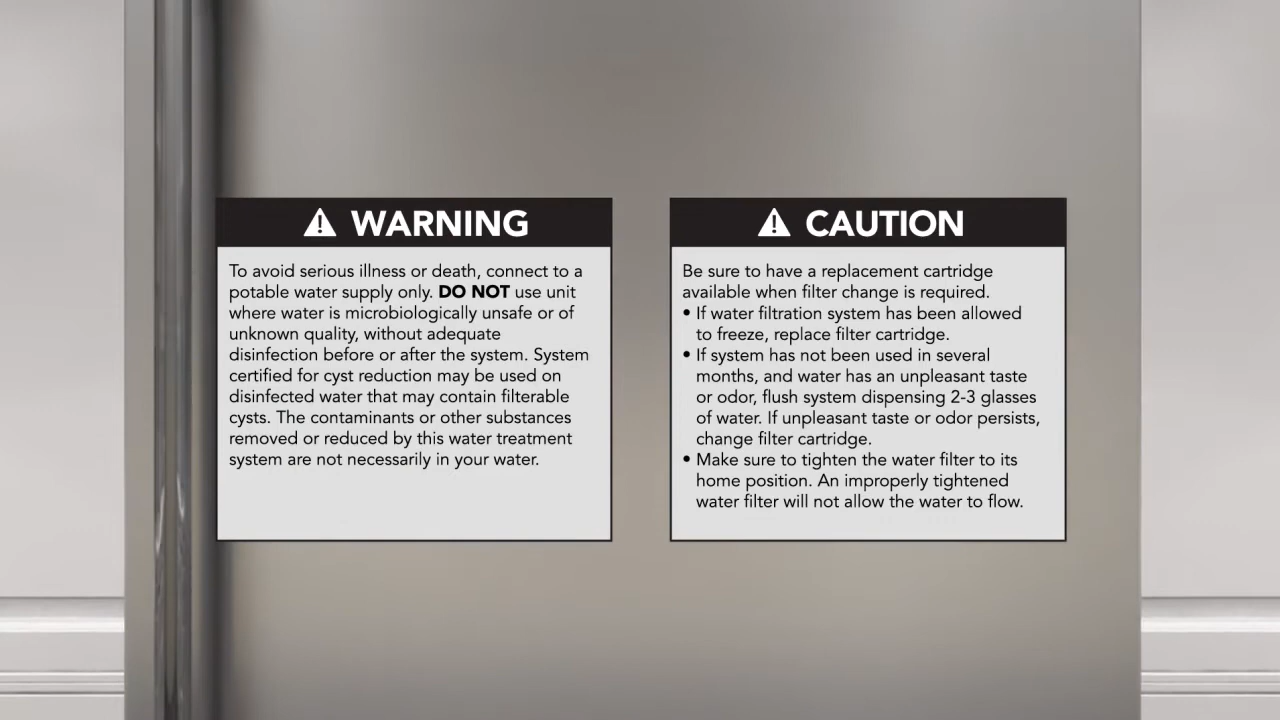 WARNING
To avoid serious illness or death, connect to a
potable water supply only. DO NOT use unit
where water is microbiologically unsafe or of
unknown quality, without adequate
disinfection before or after the system. System
certified for cyst reduction may be used on
disinfected water that may contain filterable
cysts. The contaminants or other substances
removed or reduced by this water treatment
system are not necessarily in your water.
CAUTION
Be sure to have a replacement cartridge
available when filter change is required.
• If water filtration system has been allowed
to freeze, replace filter cartridge.
• If system has not been used in several
months, and water has an unpleasant taste
or odor, flush system dispensing 2-3 glasses
of water. If unpleasant taste or odor persists,
change filter cartridge.
• Make sure to tighten the water filter to its
home position. An improperly tightened
water filter will not allow the water to flow.